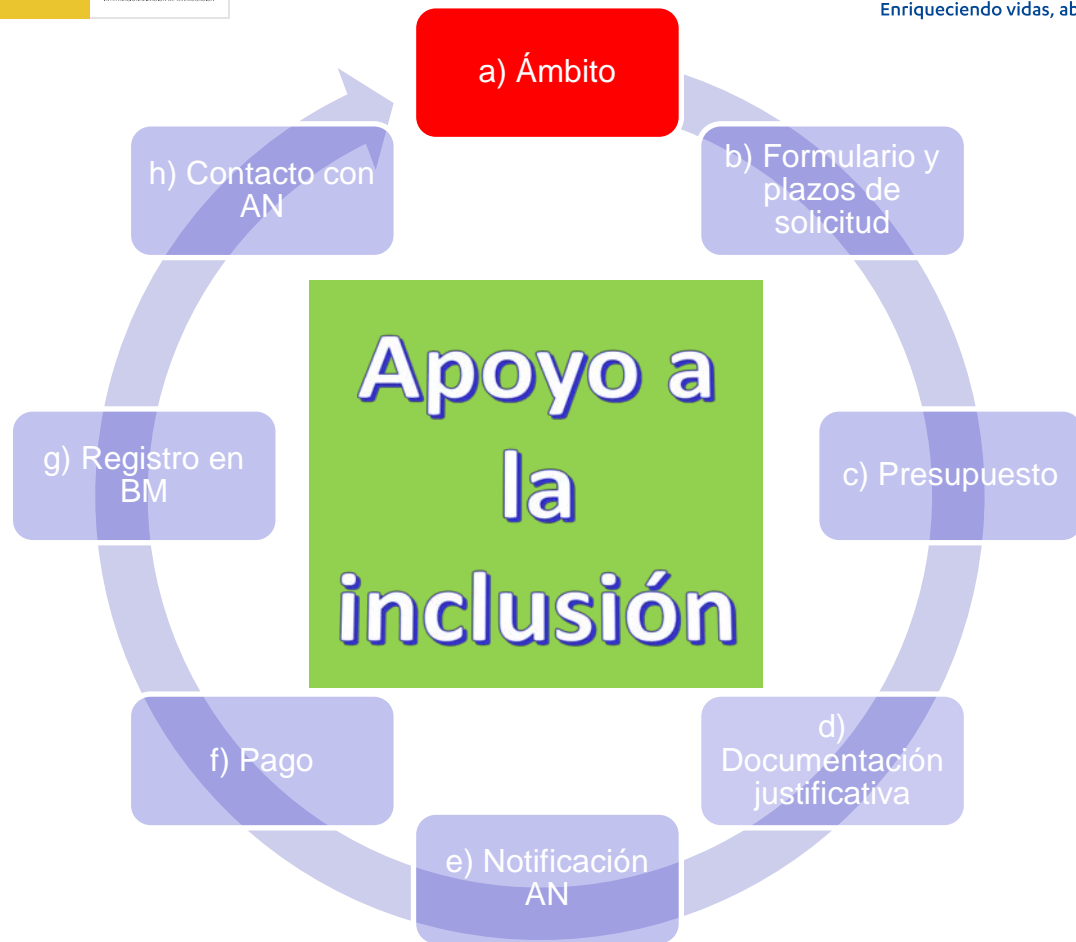 Enriqueciendo vidas, ab
a) Ámbito
b) Formulario y
plazos de
solicitud
c) Presupuesto
d)
Documentación
justificativa
e) Notificación
AN
f) Pago
g) Registro en
BM
h) Contacto con
AN
Apoyo a
la
inclusión